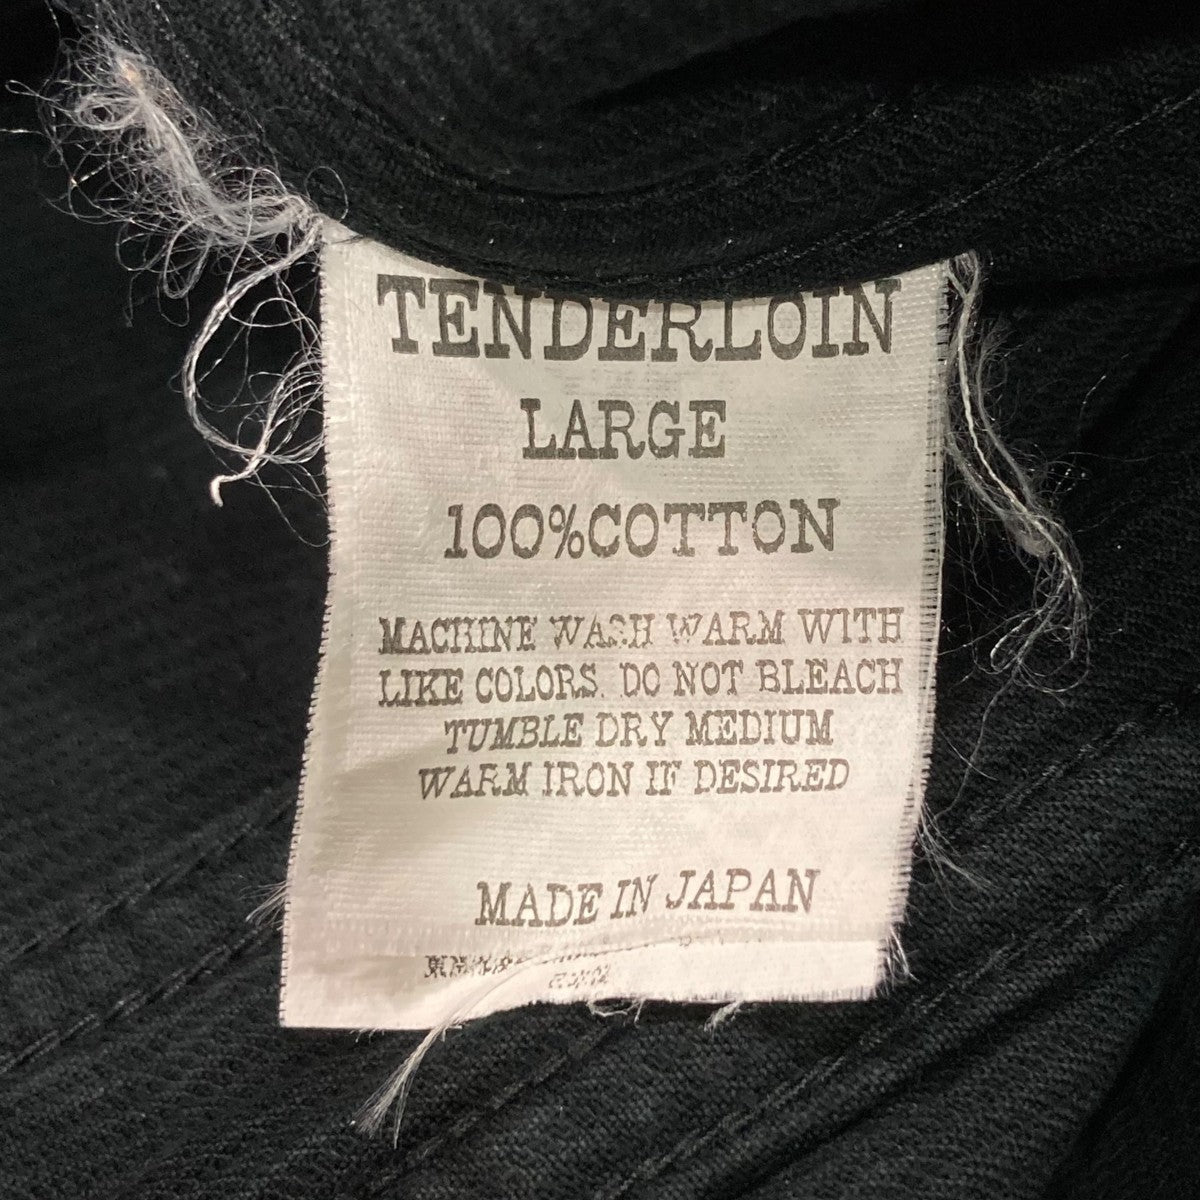 TENDERLOIN
LARGE
100%COTTON
MACHINE WASH WARM WITH
LIKE COLORS. DO NOT BLEACH
TUMBLE DRY MEDIUM
WARM IRON IF DESIRED
MADE IN JAPAN